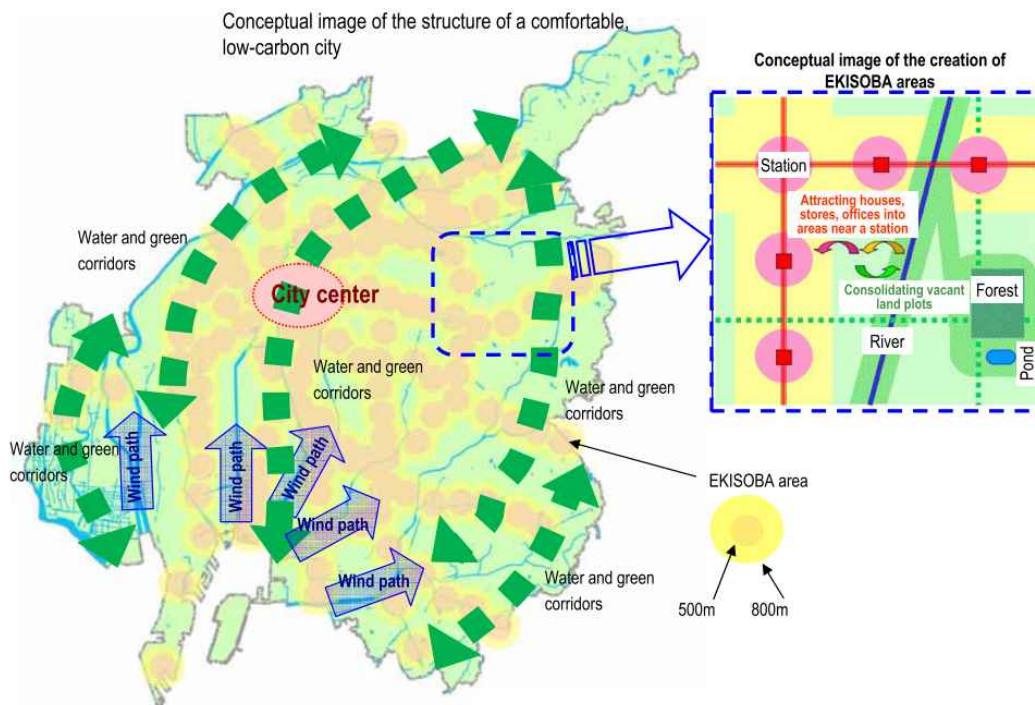 Conceptual image of the structure of a comfortable,
low-carbon city
Conceptual image of the creation of
EKISOBA areas
Station
Attracting houses,
stores, offices into
areas near a station
Consolidating vacant
land plots
Forest
River
Pond
Water and green
corridors
City center
Water and green
corridors
Water and green
corridors
Water and green
corridors
Wind path
Wind path
Wind path
Wind path
Wind path
EKISOBA area
Water and green
corridors
500m
800m